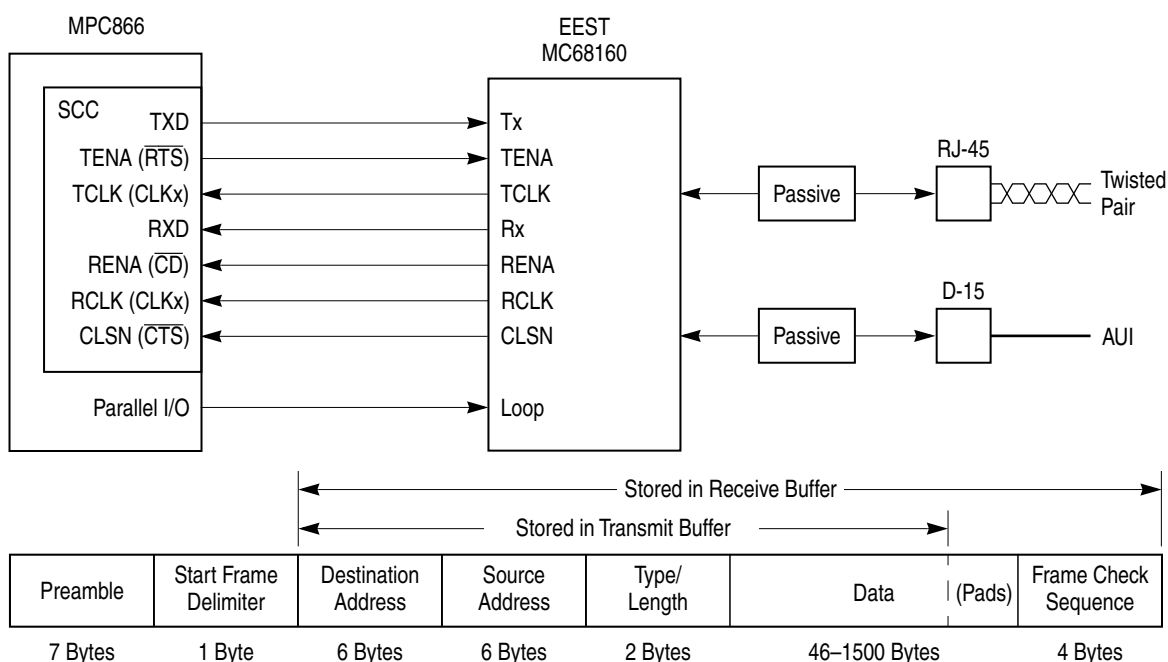 MPC866
EEST
MC68160
SCC
TXD
TENA (R̅T̅S̅)
TCLK (CLKx)
RXD
RENA (C̅D̅)
RCLK (CLKx)
CLSN (C̅T̅S̅)
Parallel I/O
Tx
TENA
TCLK
Rx
RENA
RCLK
CLSN
Loop
Passive
RJ-45
Twisted
Pair
Passive
D-15
AUI
Stored in Receive Buffer
Stored in Transmit Buffer
Preamble
Start Frame
Delimiter
Destination
Address
Source
Address
Type/
Length
Data
(Pads)
Frame Check
Sequence
7 Bytes
1 Byte
6 Bytes
6 Bytes
2 Bytes
46–1500 Bytes
4 Bytes